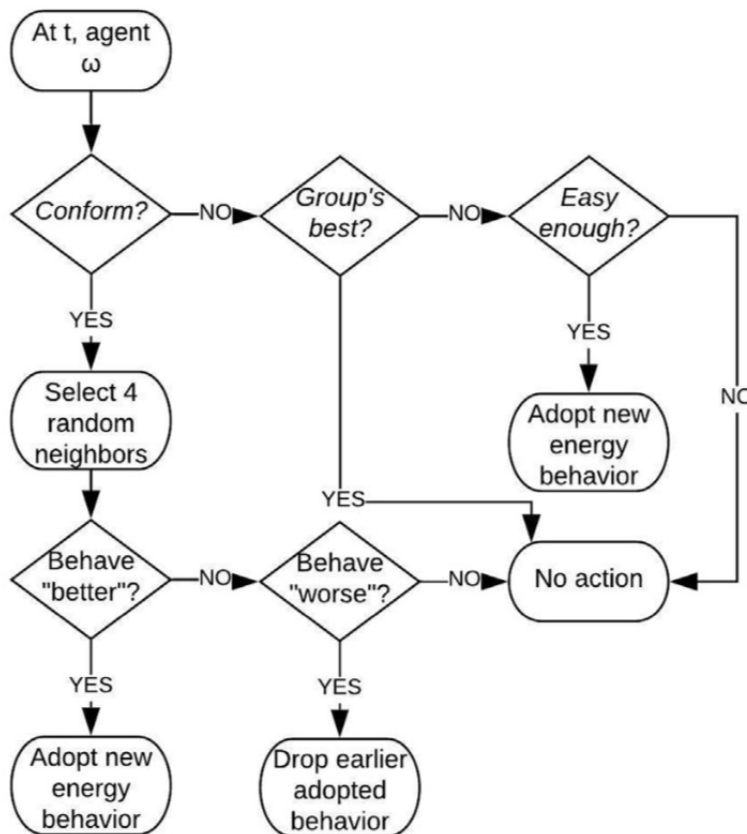 At t, agent
ω
Conform?
NO
Group's
best?
NO
Easy
enough?
YES
YES
Select 4
random
neighbors
Adopt new
energy
behavior
NO
YES
Behave
"better"?
NO
Behave
"worse"?
NO
No action
YES
YES
Adopt new
energy
behavior
Drop earlier
adopted
behavior